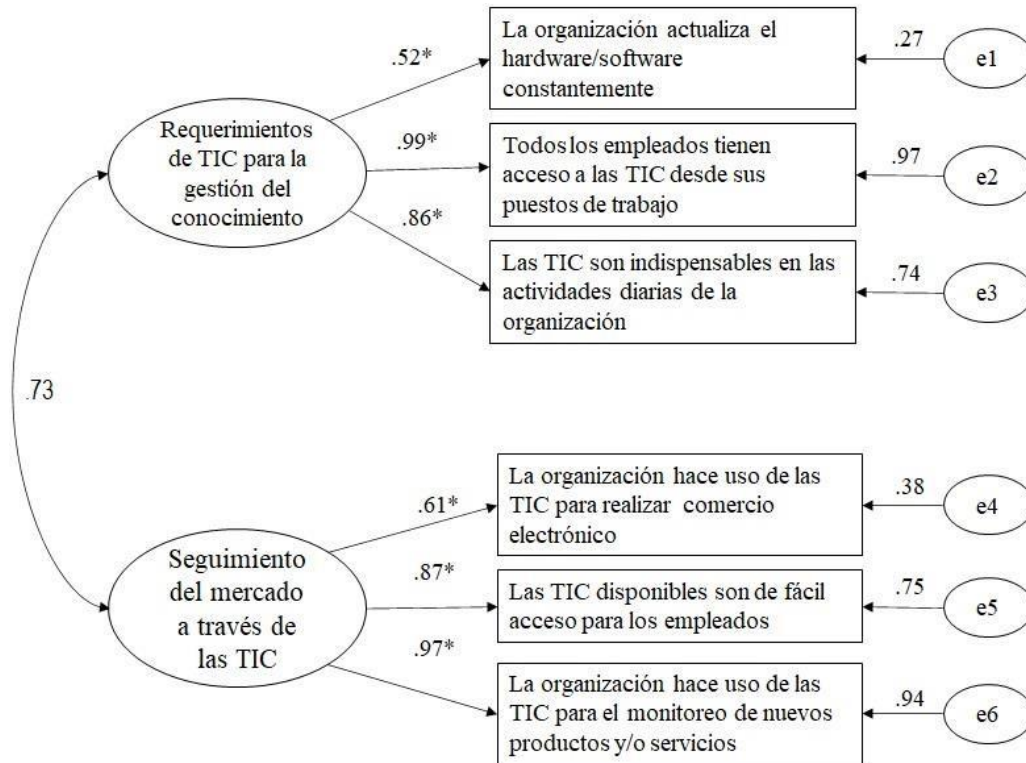 La organización actualiza el
hardware/software
constantemente
.27
e1
.52*
Requerimientos
de TIC para la
gestión del
conocimiento
.99*
Todos los empleados tienen
acceso a las TIC desde sus
puestos de trabajo
.97
e2
.86*
Las TIC son indispensables en las
actividades diarias de la
organización
.74
e3
.73
La organización hace uso de las
TIC para realizar comercio
electrónico
.38
e4
.61*
Seguimiento
del mercado
a través de
las TIC
.87*
Las TIC disponibles son de fácil
acceso para los empleados
.75
e5
.97*
La organización hace uso de las
TIC para el monitoreo de nuevos
productos y/o servicios
.94
e6